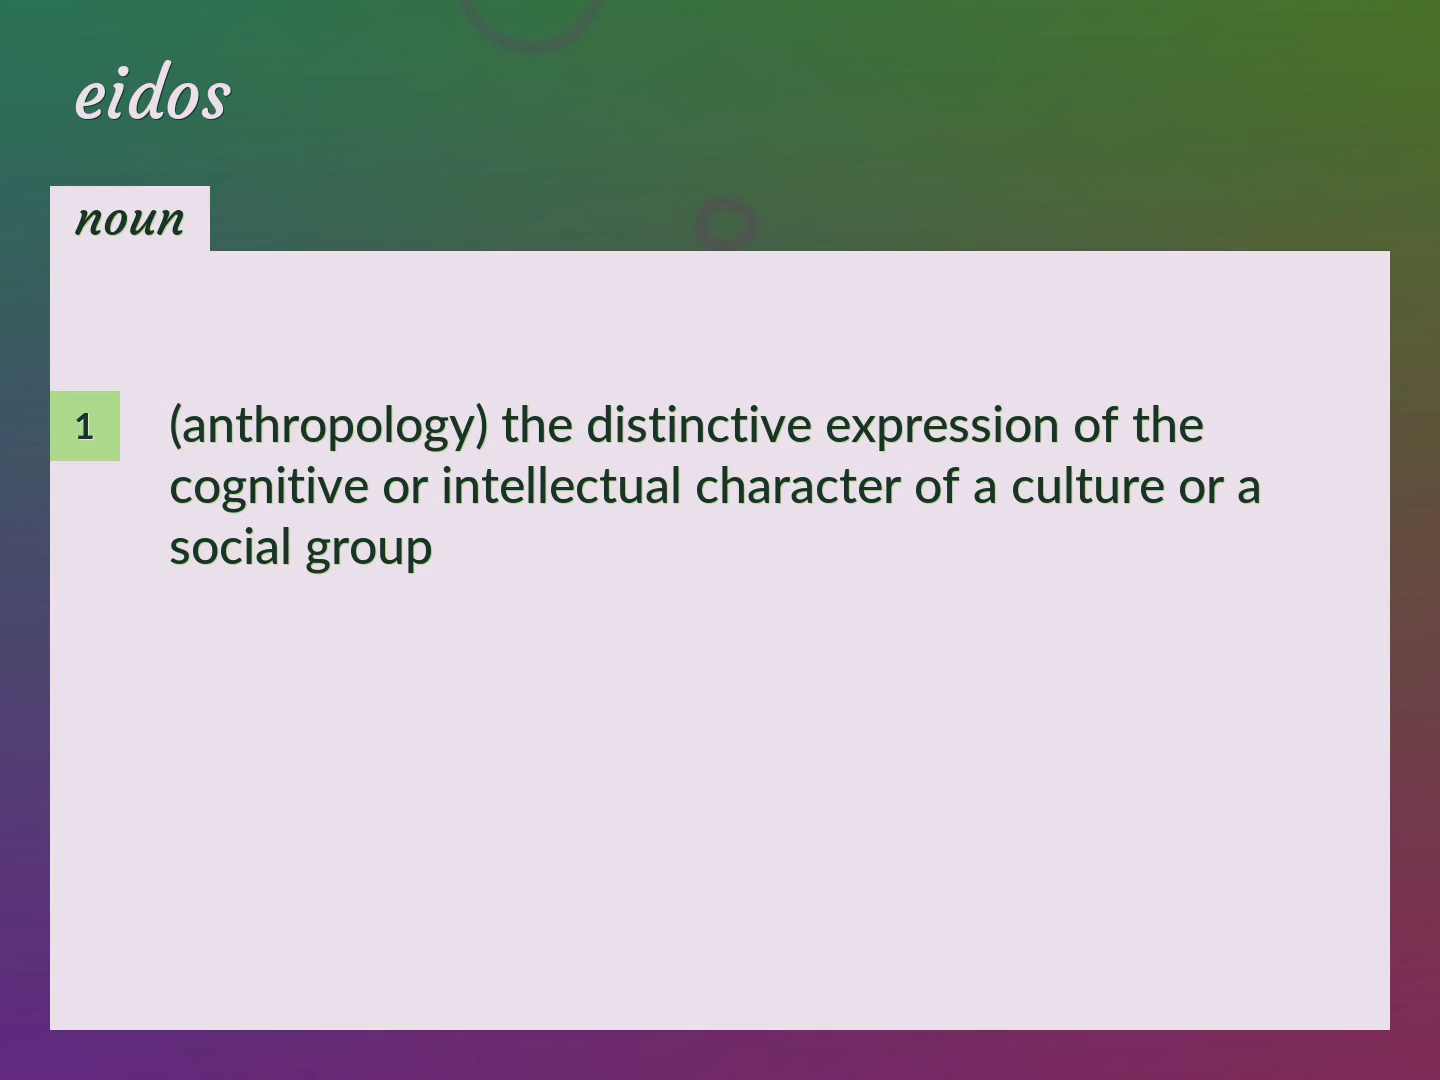 eidos
noun
1
(anthropology) the distinctive expression of the
cognitive or intellectual character of a culture or a
social group